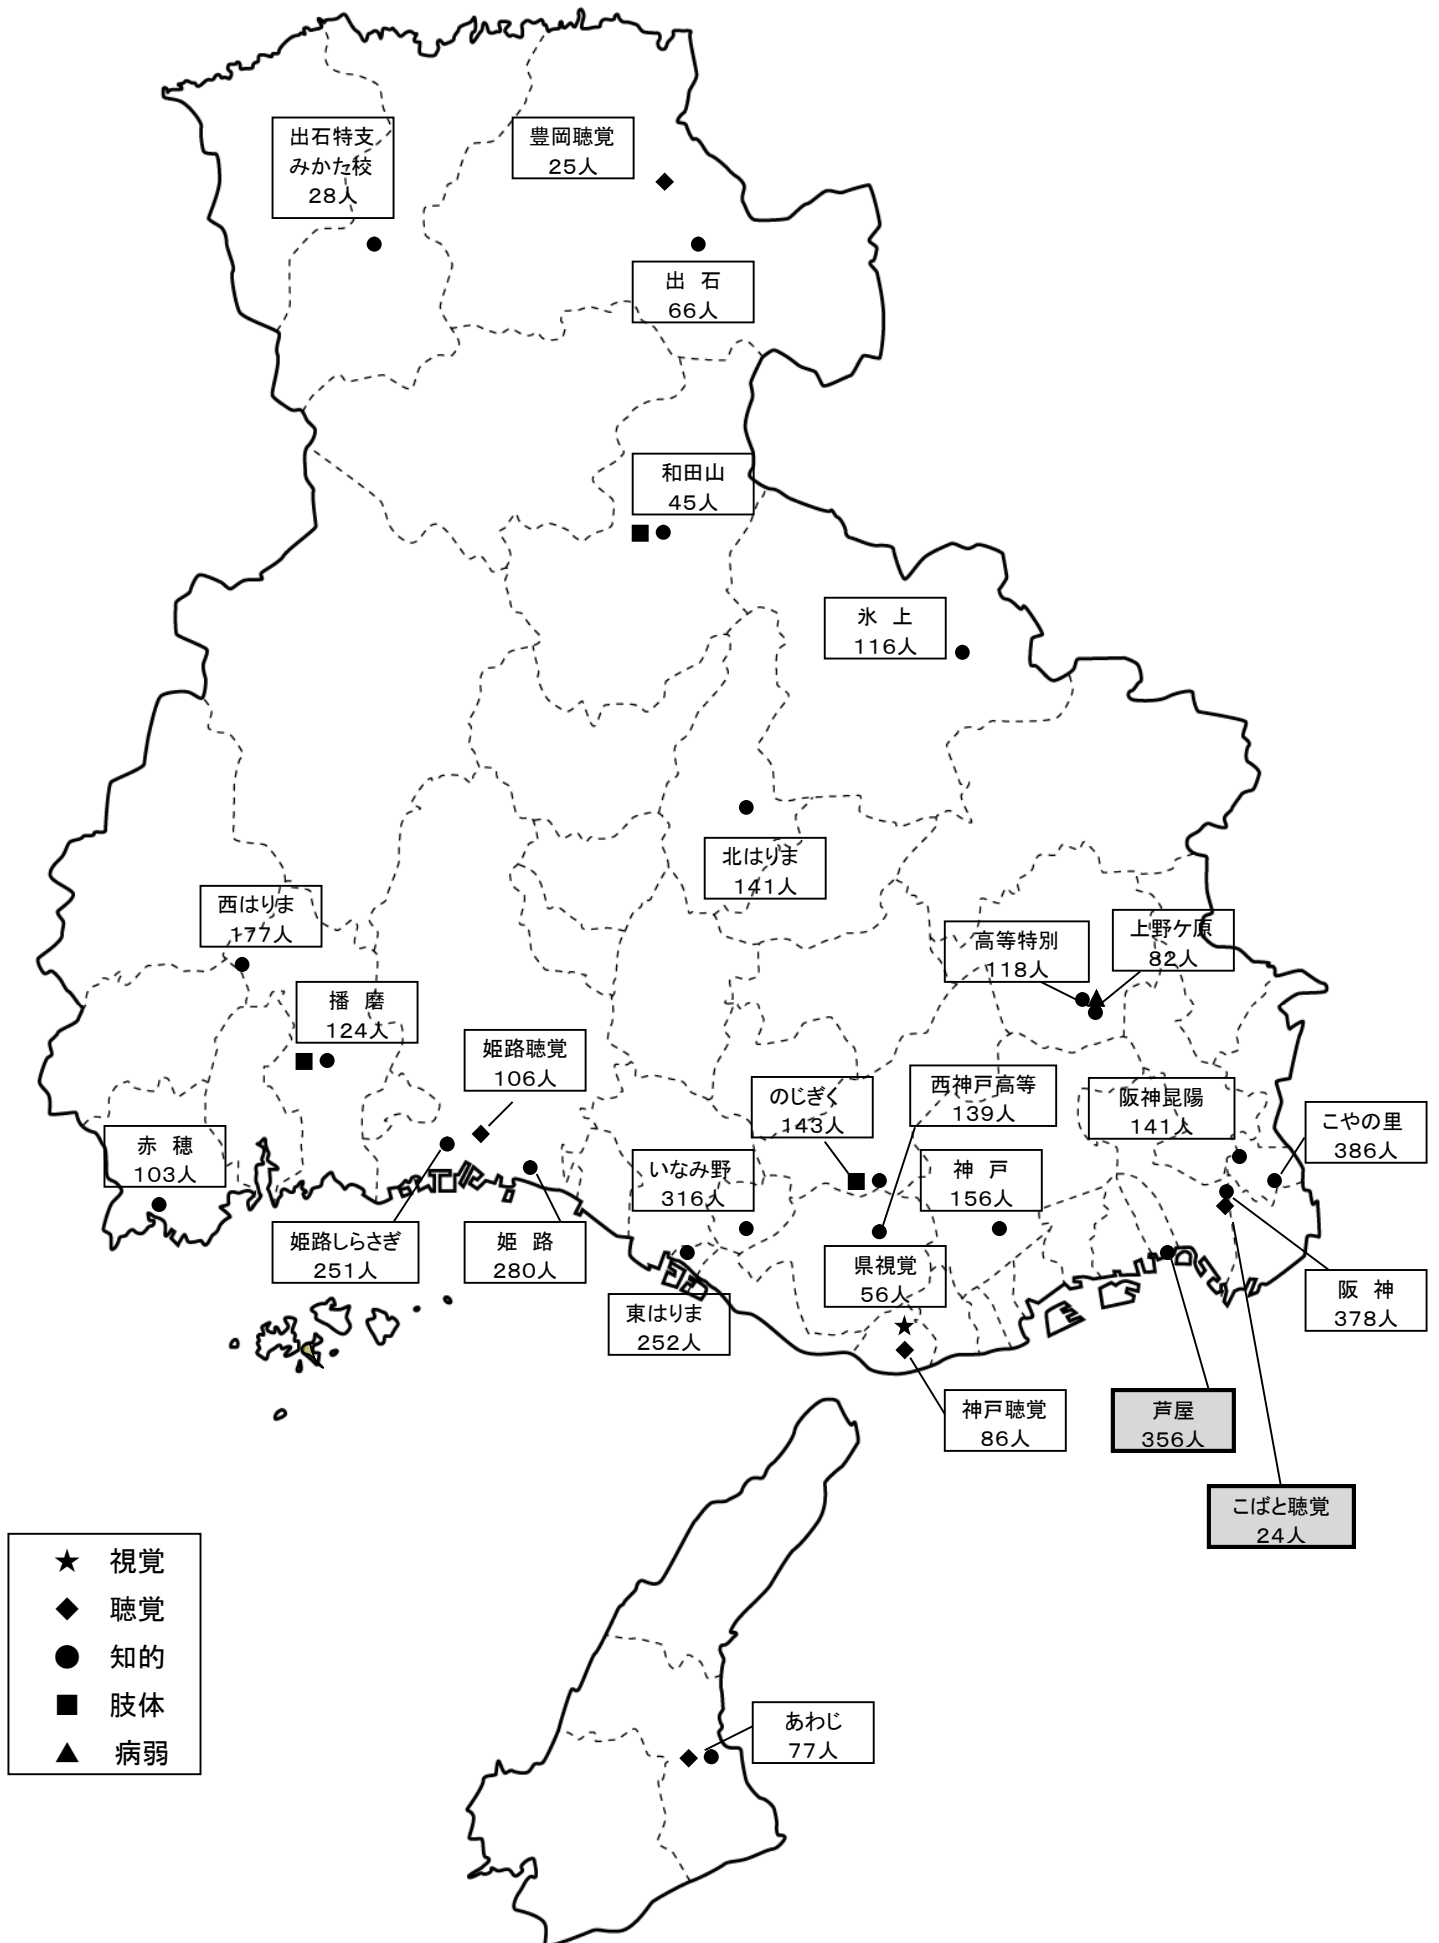 出石特支
みかた校
28人
豊岡聴覚
25人
出 石
66人
和田山
45人
氷 上
116人
北はりま
141人
西はりま
177人
高等特別
118人
上野ケ原
82人
播 磨
124人
姫路聴覚
106人
のじぎく
143人
西神戸高等
139人
阪神昆陽
141人
こやの里
386人
赤 穂
103人
いなみ野
316人
神 戸
156人
姫路しらさぎ
251人
姫 路
280人
県視覚
56人
東はりま
252人
阪 神
378人
神戸聴覚
86人
芦屋
356人
こばと聴覚
24人
★ 視覚
◆ 聴覚
● 知的
■ 肢体
▲ 病弱
あわじ
77人